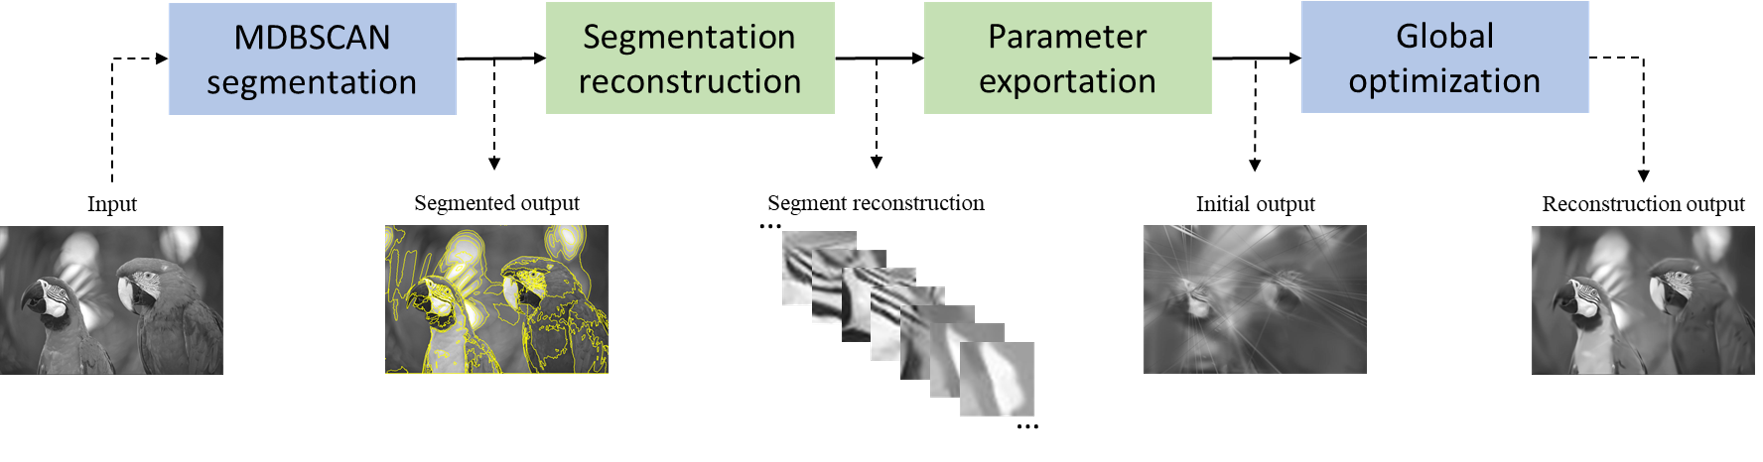 MDBSCAN
segmentation
Segmentation
reconstruction
Parameter
exportation
Global
optimization
Input
Segmented output
Segment reconstruction
Initial output
Reconstruction output
...
...